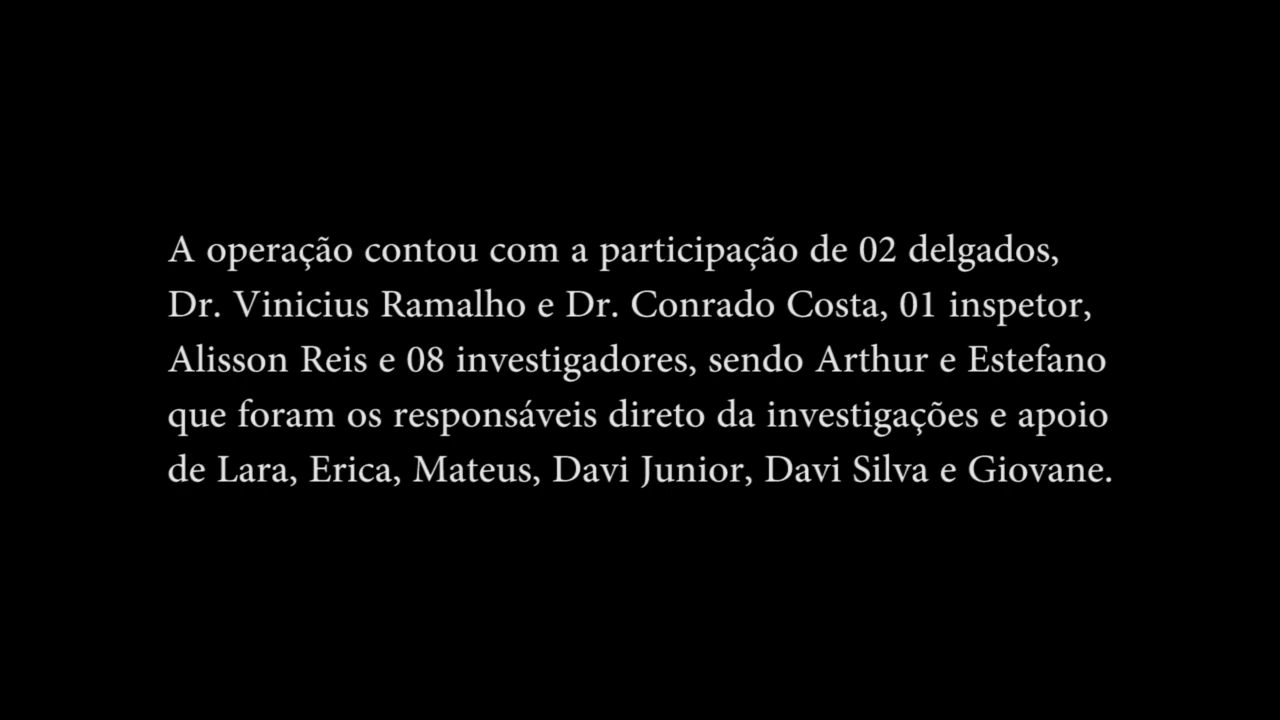 A operação contou com a participação de 02 delgados,
Dr. Vinicius Ramalho e Dr. Conrado Costa, 01 inspetor,
Alisson Reis e 08 investigadores, sendo Arthur e Estefano
que foram os responsáveis direto da investigações e apoio
de Lara, Erica, Mateus, Davi Junior, Davi Silva e Giovane.